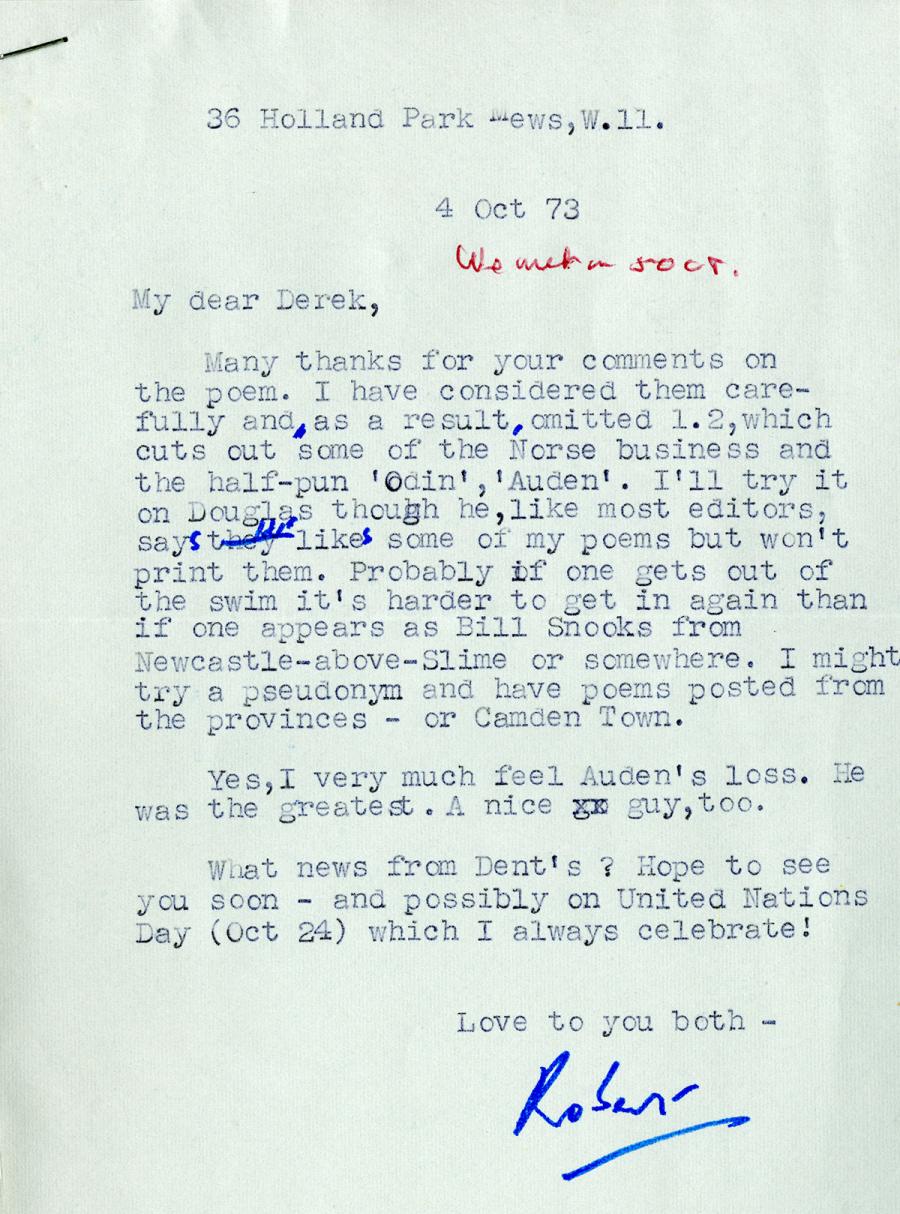 36 Holland Park Mews,W.11.
4 Oct 73
We met on 5 Oct.
My dear Derek,
Many thanks for your comments on
the poem. I have considered them care-
fully and, as a result, omitted l.2,which
cuts out some of the Norse business and
the half-pun 'Odin','Auden'. I'll try it
on Douglas though he,like most editors,
says he likes some of my poems but won't
print them. Probably if one gets out of
the swim it's harder to get in again than
if one appears as Bill Snooks from
Newcastle-above-Slime or somewhere. I might
try a pseudonym and have poems posted from
the provinces - or Camden Town.
Yes,I very much feel Auden's loss. He
was the greatest. A nice xx guy,too.
What news from Dent's ? Hope to see
you soon - and possibly on United Nations
Day (Oct 24) which I always celebrate!
Love to you both -
Robert